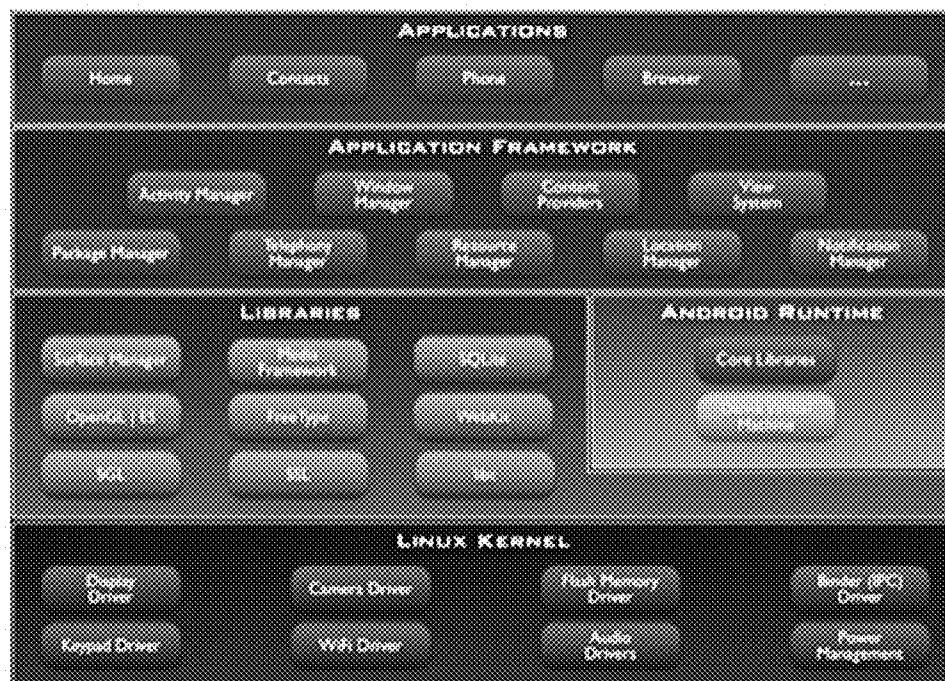 APPLICATIONS
Home
Contacts
Phone
Browser
...
APPLICATION FRAMEWORK
Activity Manager
Window
Manager
Content
Providers
View
System
Package Manager
Telephony
Manager
Resource
Manager
Location
Manager
Notification
Manager
LIBRARIES
Surface Manager
Media
Framework
SQLite
OpenGL | ES
FreeType
WebKit
SGL
SSL
ANDROID RUNTIME
Core Libraries
Machine
LINUX KERNEL
Display
Driver
Camera Driver
Flash Memory
Driver
Binder (IPC)
Driver
Keypad Driver
WiFi Driver
Audio
Drivers
Power
Management